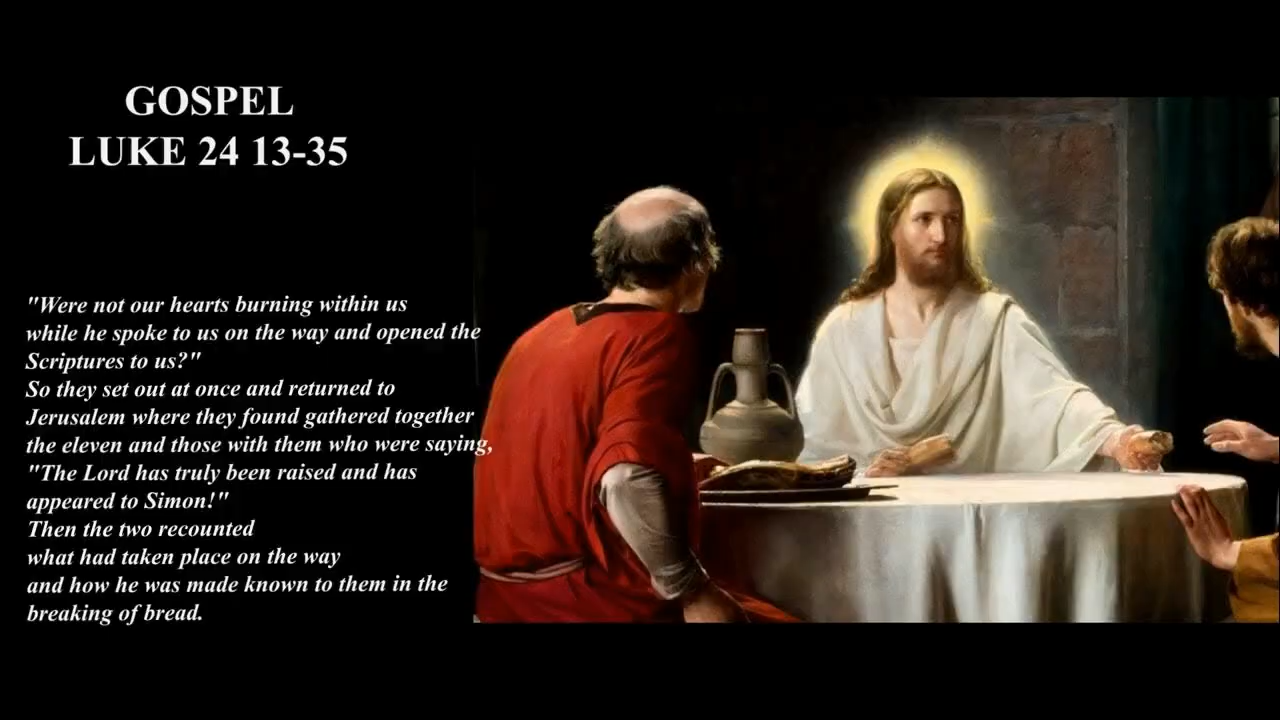 GOSPEL
LUKE 24 13-35
"Were not our hearts burning within us
while he spoke to us on the way and opened the
Scriptures to us?"
So they set out at once and returned to
Jerusalem where they found gathered together
the eleven and those with them who were saying,
"The Lord has truly been raised and has
appeared to Simon!"
Then the two recounted
what had taken place on the way
and how he was made known to them in the
breaking of bread.